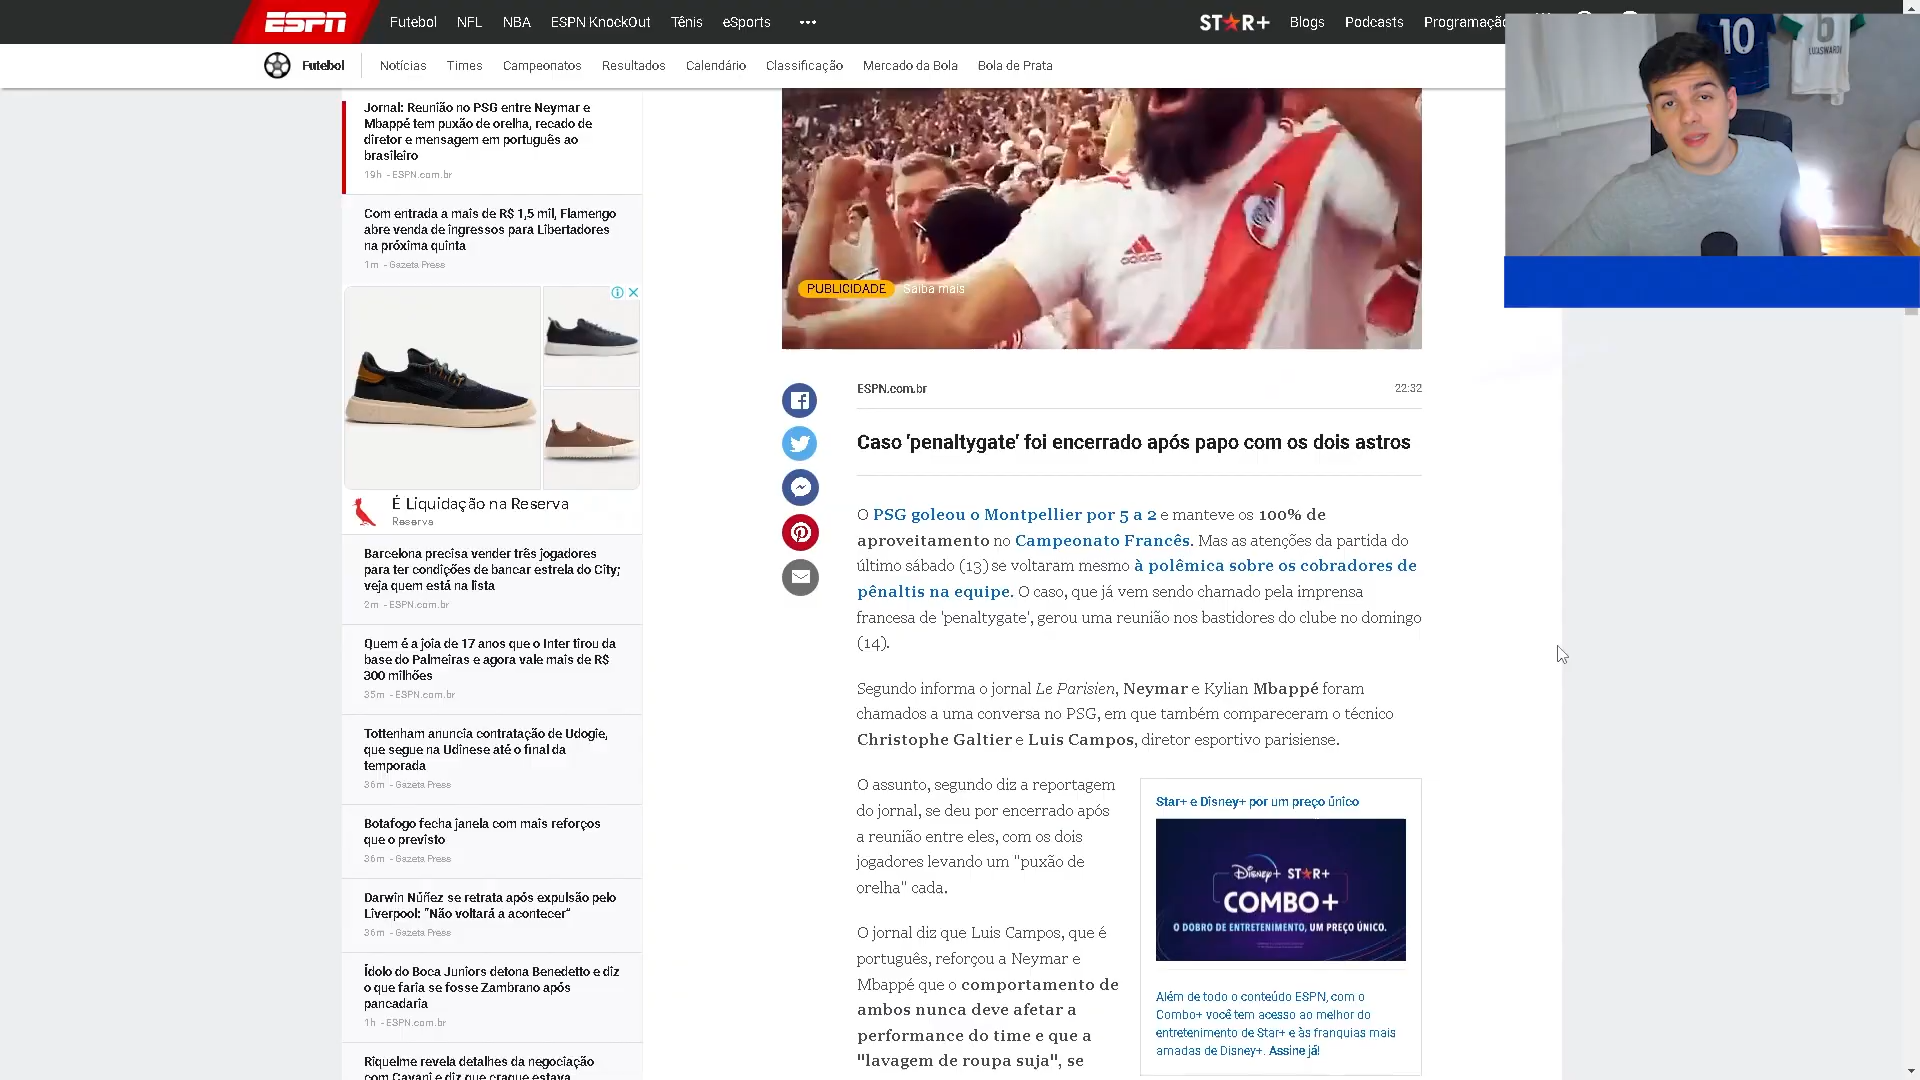 ESPN
Futebol NFL NBA ESPN KnockOut Tênis eSports
STAR+ Blogs Podcasts Programação
Futebol Notícias Times Campeonatos Resultados Calendário Classificação Mercado da Bola Bola de Prata
10
6
Jornal: Reunião no PSG entre Neymar e
Mbappé tem puxão de orelha, recado de
diretor e mensagem em português ao
brasileiro
19h - ESPN.com.br
Com entrada a mais de R$ 1,5 mil, Flamengo
abre venda de ingressos para Libertadores
na próxima quinta
1m - Gazeta Press
É Liquidação na Reserva
Reserva
Barcelona precisa vender três jogadores
para ter condições de bancar estrela do City;
veja quem está na lista
2m - ESPN.com.br
Quem é a joia de 17 anos que o Inter tirou da
base do Palmeiras e agora vale mais de R$
300 milhões
35m - ESPN.com.br
Tottenham anuncia contratação de Udogie,
que segue na Udinese até o final da
temporada
36m - Gazeta Press
Botafogo fecha janela com mais reforços
que o previsto
36m - Gazeta Press
Darwin Núñez se retrata após expulsão pelo
Liverpool: “Não voltará a acontecer”
36m - Gazeta Press
Ídolo do Boca Juniors detona Benedetto e diz
o que faria se fosse Zambrano após
pancadaria
1h - ESPN.com.br
Riquelme revela detalhes da negociação
com Cavani e diz que craque estava
adidas
PUBLICIDADE Saiba mais
ESPN.com.br 22:32
Caso 'penaltygate' foi encerrado após papo com os dois astros
O PSG goleou o Montpellier por 5 a 2 e manteve os 100% de
aproveitamento no Campeonato Francês. Mas as atenções da partida do
último sábado (13) se voltaram mesmo à polêmica sobre os cobradores de
pênaltis na equipe. O caso, que já vem sendo chamado pela imprensa
francesa de 'penaltygate', gerou uma reunião nos bastidores do clube no domingo
(14).
Segundo informa o jornal Le Parisien, Neymar e Kylian Mbappé foram
chamados a uma conversa no PSG, em que também compareceram o técnico
Christophe Galtier e Luis Campos, diretor esportivo parisiense.
O assunto, segundo diz a reportagem
do jornal, se deu por encerrado após
a reunião entre eles, com os dois
jogadores levando um "puxão de
orelha" cada.
O jornal diz que Luis Campos, que é
português, reforçou a Neymar e
Mbappé que o comportamento de
ambos nunca deve afetar a
performance do time e que a
"lavagem de roupa suja", se
Star+ e Disney+ por um preço único
Disney+ STAR+
COMBO+
O DOBRO DE ENTRETENIMENTO, UM PREÇO ÚNICO.
Além de todo o conteúdo ESPN, com o
Combo+ você tem acesso ao melhor do
entretenimento de Star+ e às franquias mais
amadas de Disney+. Assine já!